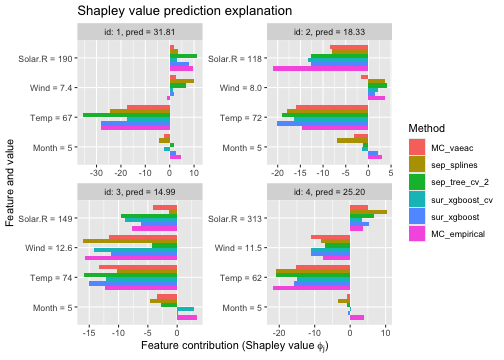 Shapley value prediction explanation
id: 1, pred = 31.81
id: 2, pred = 18.33
Solar.R = 190
Wind = 7.4
Temp = 67
Month = 5
Solar.R = 118
Wind = 8.0
Temp = 72
Month = 5
-30 -20 -10 0 10
-20 -15 -10 -5 0 5
id: 3, pred = 14.99
id: 4, pred = 25.20
Solar.R = 149
Wind = 12.6
Temp = 74
Month = 5
Solar.R = 313
Wind = 11.5
Temp = 62
Month = 5
-15 -10 -5 0
-20 -10 0 10
Feature and value
Feature contribution (Shapley value ϕj)
Method
MC_vaeac
sep_splines
sep_tree_cv_2
sur_xgboost_cv
sur_xgboost
MC_empirical